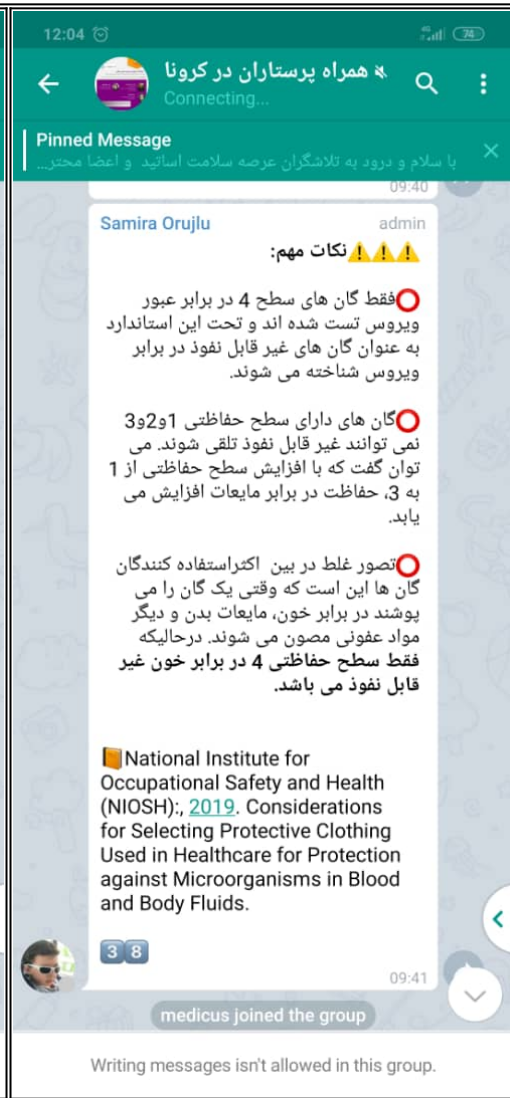 12:04
74
همراه پرستاران در کرونا
Connecting...
Pinned Message
با سلام و درود به تلاشگران عرصه سلامت اساتید و اعضا محتر...
09:40
Samira Orujlu
admin
⚠️⚠️⚠️نکات مهم:
⭕فقط گان های سطح 4 در برابر عبور
ویروس تست شده اند و تحت این استاندارد
به عنوان گان های غیر قابل نفوذ در برابر
ویروس شناخته می شوند.
⭕گان های دارای سطح حفاظتی 1و2و3
نمی توانند غیر قابل نفوذ تلقی شوند. می
توان گفت که با افزایش سطح حفاظتی از 1
به 3، حفاظت در برابر مایعات افزایش می
یابد.
⭕تصور غلط در بین اکثراستفاده کنندگان
گان ها این است که وقتی یک گان را می
پوشند در برابر خون، مایعات بدن و دیگر
مواد عفونی مصون می شوند. درحالیکه
فقط سطح حفاظتی 4 در برابر خون غیر
قابل نفوذ می باشد.
📙National Institute for
Occupational Safety and Health
(NIOSH):, 2019. Considerations
for Selecting Protective Clothing
Used in Healthcare for Protection
against Microorganisms in Blood
and Body Fluids.
3️⃣8️⃣
09:41
medicus joined the group
Writing messages isn't allowed in this group.